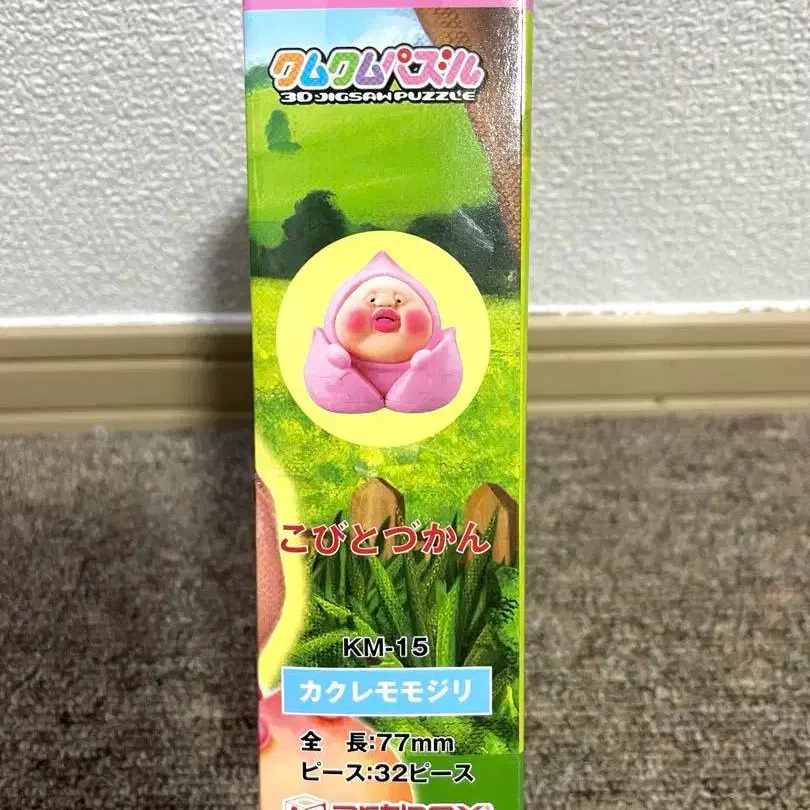 クムクムパズル
3D JIGSAW PUZZLE
こびとづかん
KM-15
カクレモモジリ
全 長:77mm
ピース:32ピース